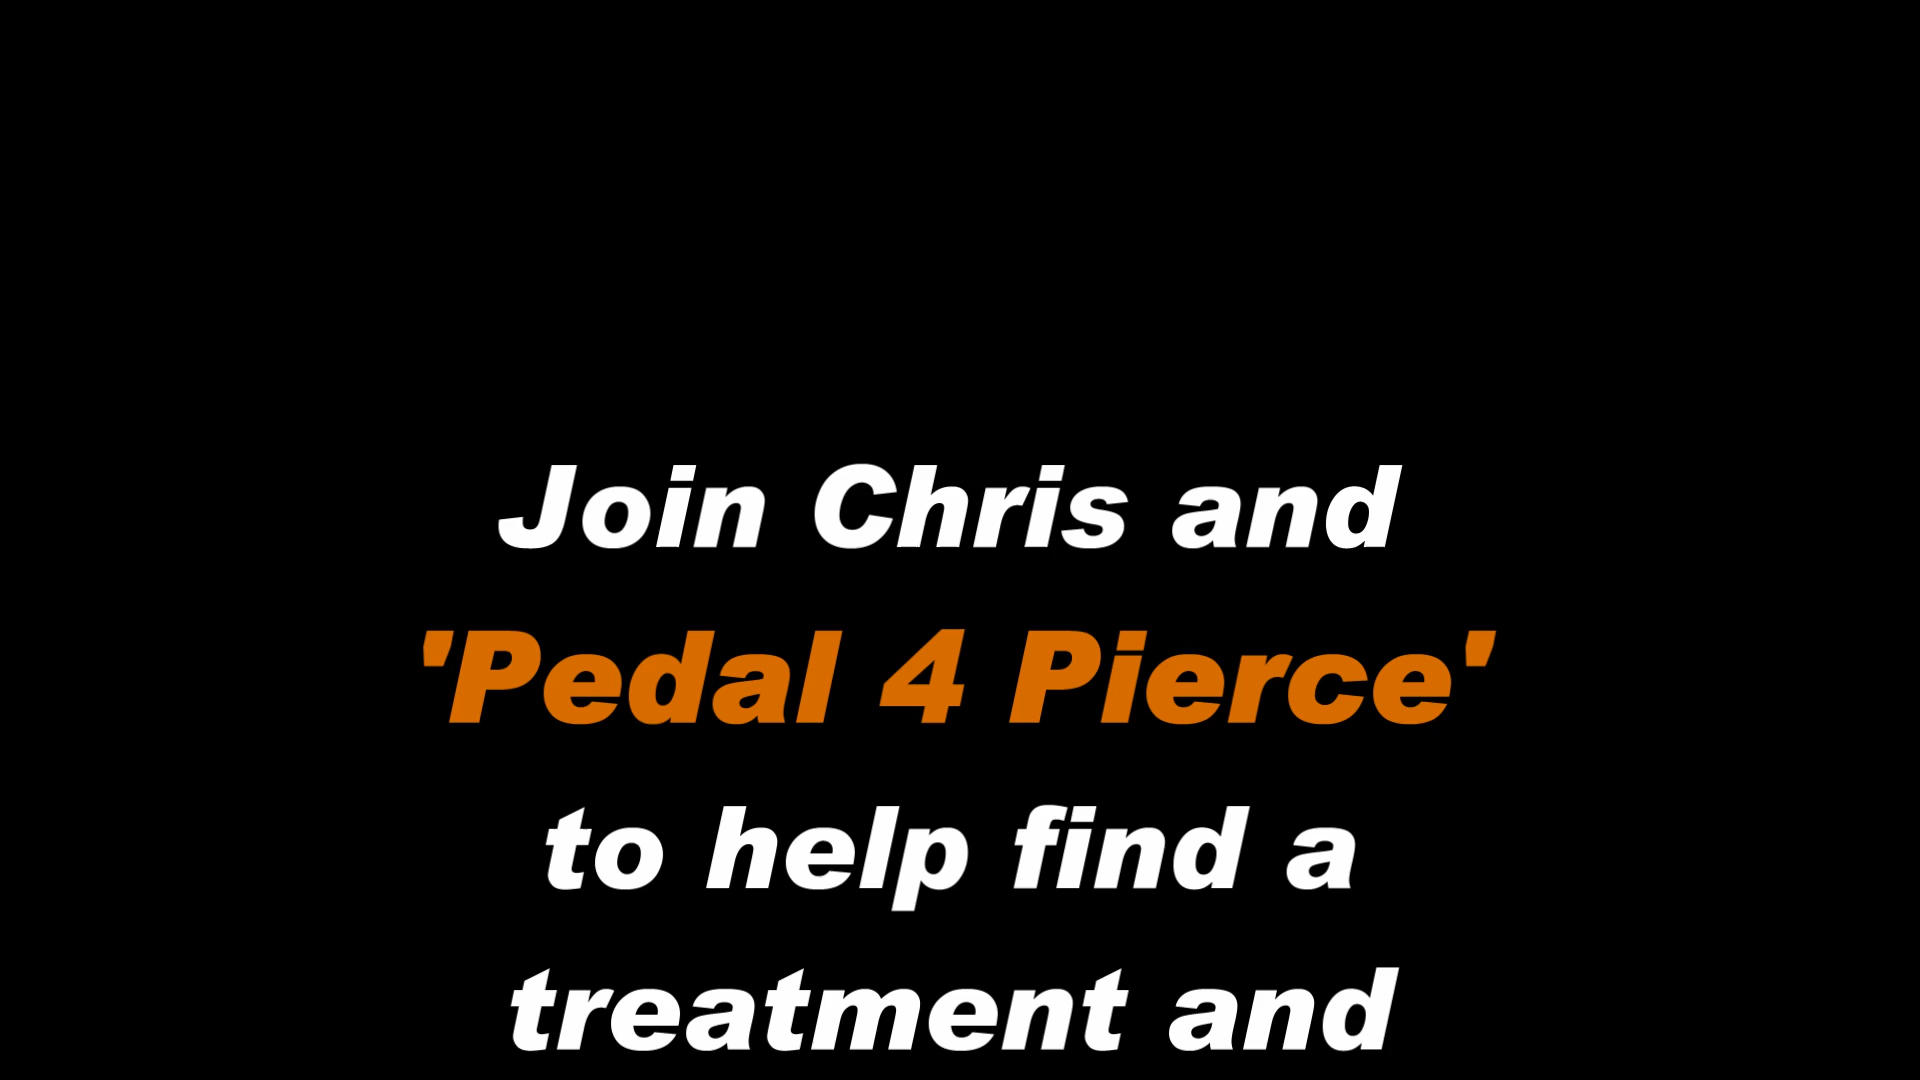 Join Chris and
'Pedal 4 Pierce'
to help find a
treatment and